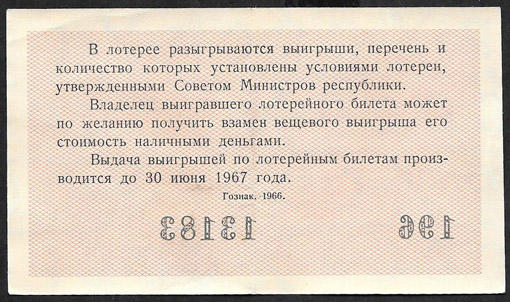 В лотерее разыгрываются выигрыши, перечень и
количество которых установлены условиями лотереи,
утвержденными Советом Министров республики.
Владелец выигравшего лотерейного билета может
по желанию получить взамен вещевого выигрыша его
стоимость наличными деньгами.
Выдача выигрышей по лотерейным билетам произ-
водится до 30 июня 1967 года.
Гознак. 1966.
13183 196